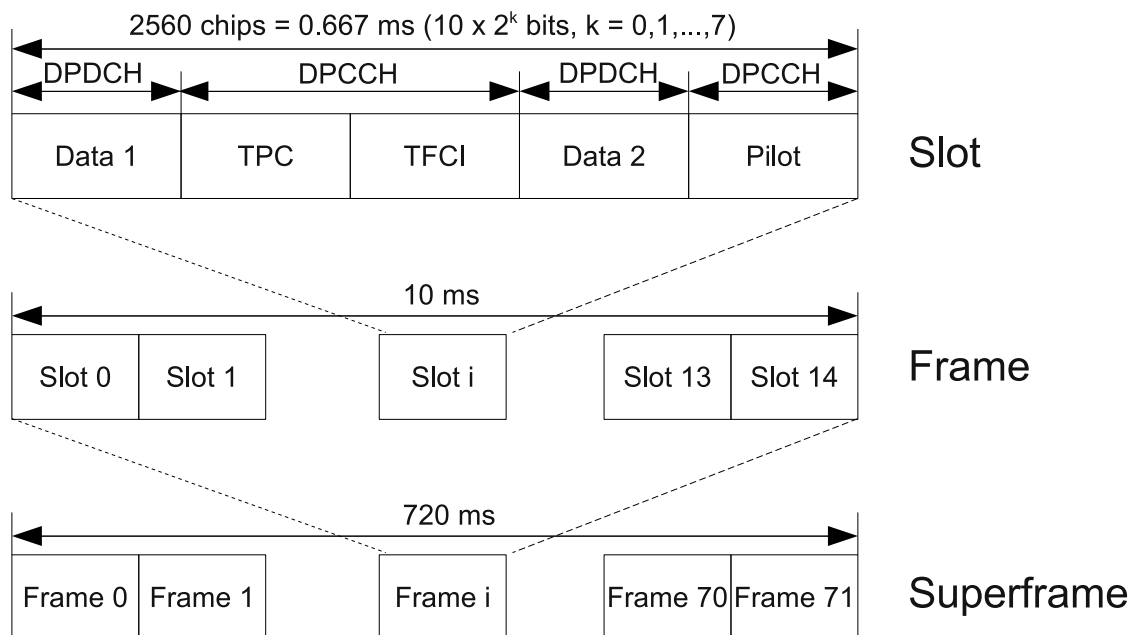 2560 chips = 0.667 ms (10 x 2^k bits, k = 0,1,...,7)
DPDCH DPCCH DPDCH DPCCH
Data 1 TPC TFCI Data 2 Pilot Slot
10 ms
Slot 0 Slot 1 Slot i Slot 13 Slot 14 Frame
720 ms
Frame 0 Frame 1 Frame i Frame 70 Frame 71 Superframe